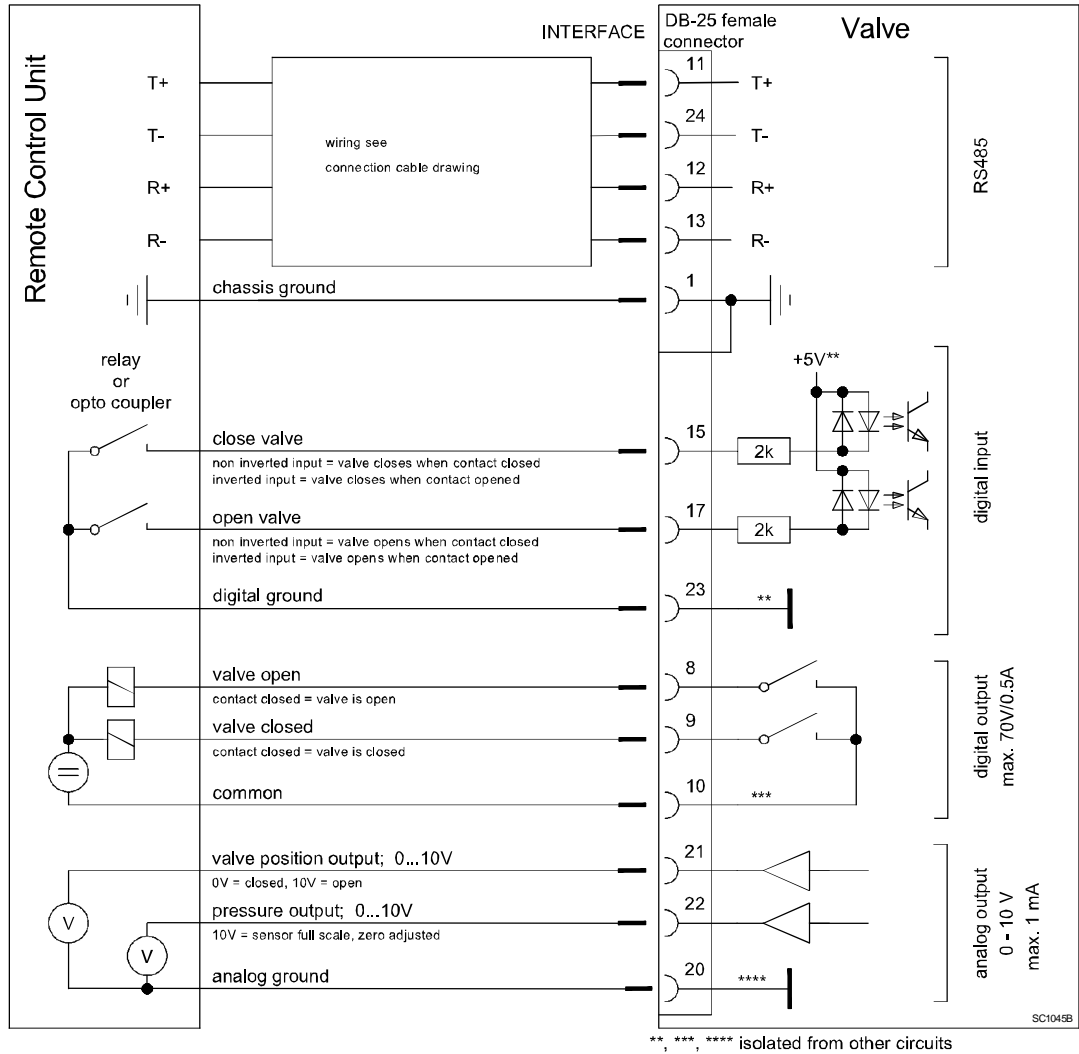 INTERFACE
DB-25 female
connector
Valve
Remote Control Unit
T+
T-
R+
R-
wiring see
connection cable drawing
11
T+
24
T-
12
R+
13
R-
RS485
chassis ground
1
relay
or
opto coupler
+5V**
close valve
non inverted input = valve closes when contact closed
inverted input = valve closes when contact opened
15
2k
open valve
non inverted input = valve opens when contact closed
inverted input = valve opens when contact opened
17
2k
digital ground
23
**
digital input
valve open
contact closed = valve is open
8
valve closed
contact closed = valve is closed
9
common
10
***
digital output
max. 70V/0.5A
valve position output; 0...10V
0V = closed, 10V = open
21
pressure output; 0...10V
10V = sensor full scale, zero adjusted
22
V
V
analog ground
20
****
analog output
0 - 10 V
max. 1 mA
SC1045B
**, ***, **** isolated from other circuits